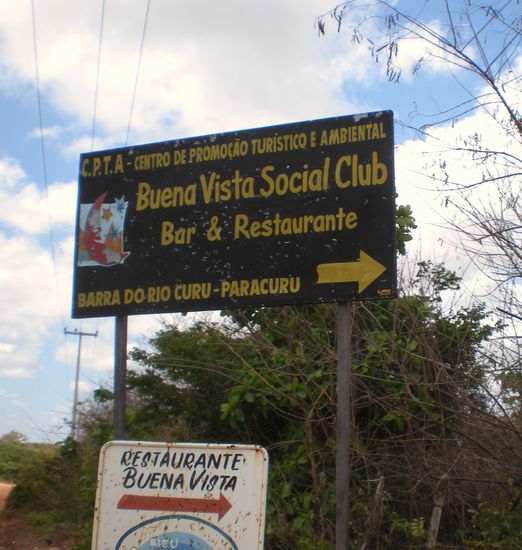 C.P.T.A - CENTRO DE PROMOÇÃO TURÍSTICO E AMBIENTAL
Buena Vista Social Club
Bar & Restaurante
BARRA DO RIO CURU - PARACURU
RESTAURANTE
BUENA VISTA